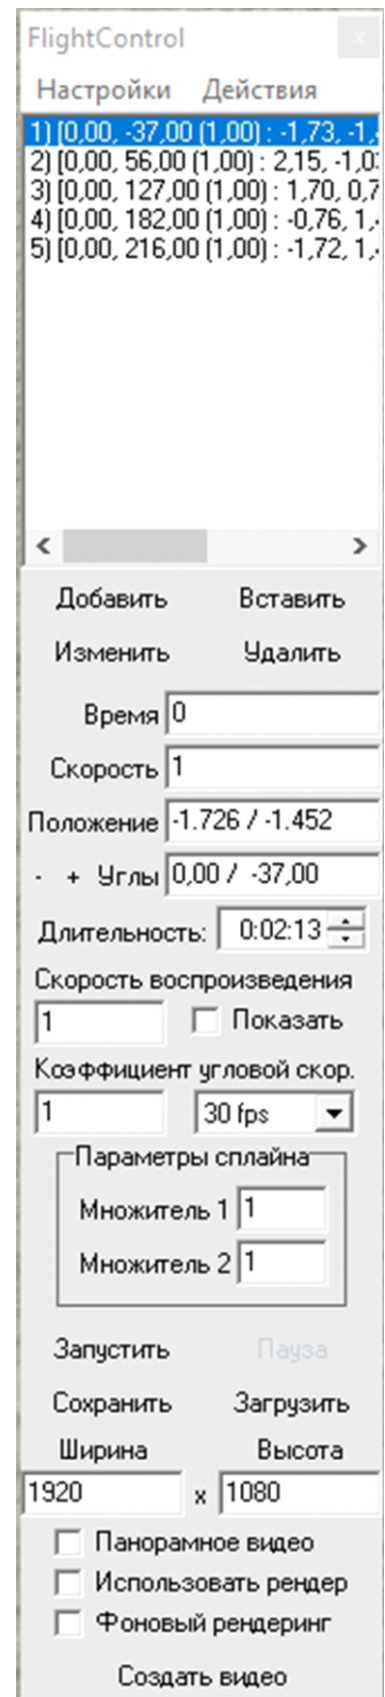 FlightControl
Настройки Действия
1) [0,00, -37,00 (1,00) : -1,73, -1,
2) [0,00, 56,00 (1,00) : 2,15, -1,0
3) [0,00, 127,00 (1,00) : 1,70, 0,7
4) [0,00, 182,00 (1,00) : -0,76, 1,
5) [0,00, 216,00 (1,00) : -1,72, 1,
Добавить Вставить
Изменить Удалить
Время 0
Скорость 1
Положение -1.726 / -1.452
- + Углы 0,00 / -37,00
Длительность: 0:02:13
Скорость воспроизведения
1 Показать
Коэффициент угловой скор.
1 30 fps
Параметры сплайна
Множитель 1 1
Множитель 2 1
Запустить Пауза
Сохранить Загрузить
Ширина Высота
1920 x 1080
Панорамное видео
Использовать рендер
Фоновый рендеринг
Создать видео